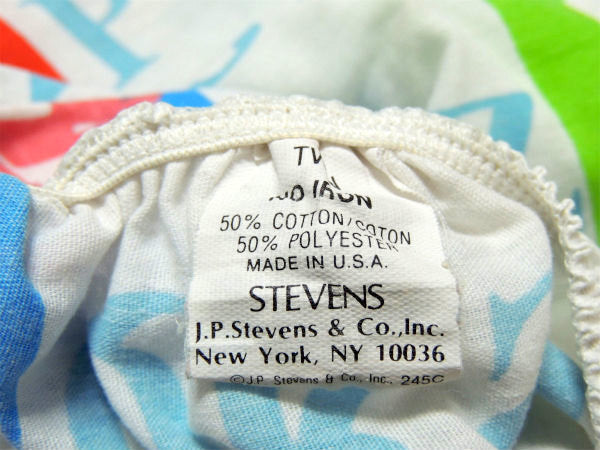 IRON
50% COTTON/COTON
50% POLYESTER
MADE IN U.S.A.
STEVENS
J.P.Stevens & Co.,Inc.
New York, NY 10036
©J.P. Stevens & Co., Inc., 245C